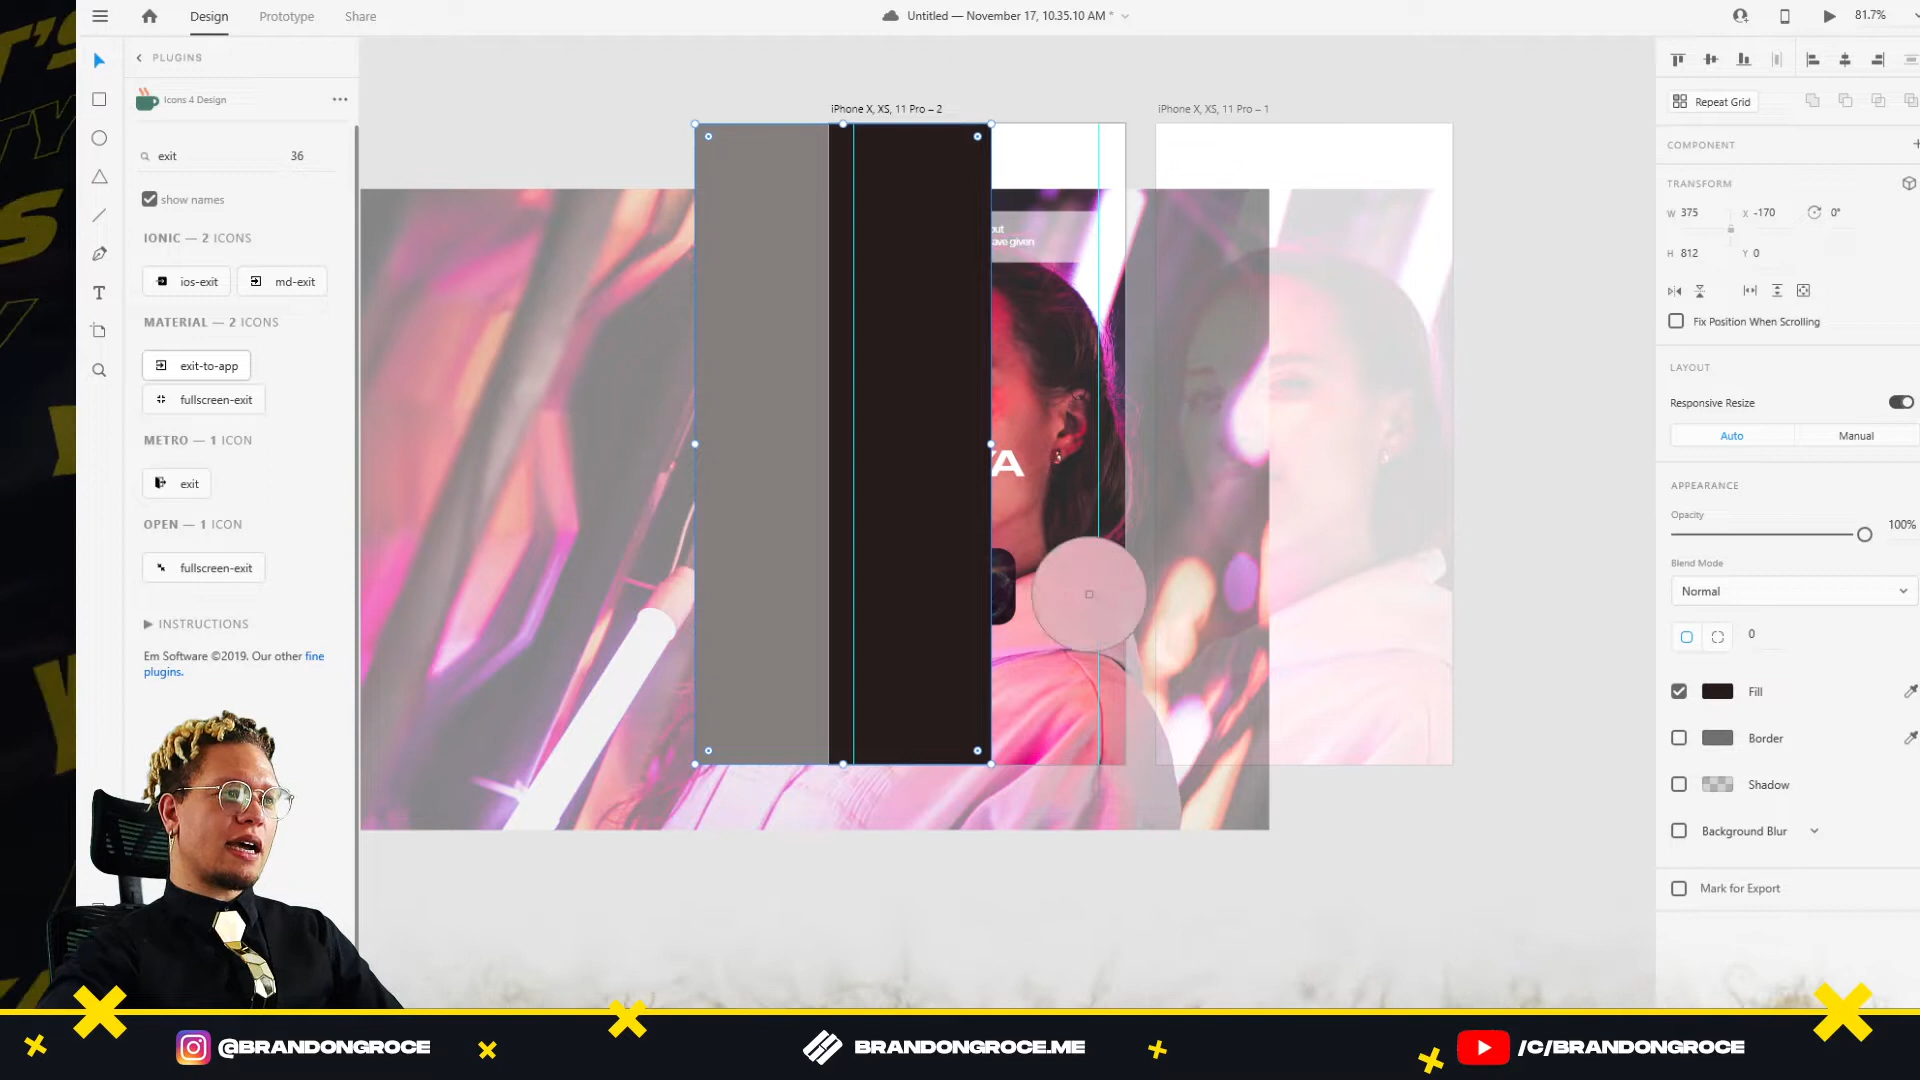 Design
Prototype
Share
Untitled — November 17, 10.35.10 AM *
81.7%
PLUGINS
Icons 4 Design
exit
36
show names
IONIC — 2 ICONS
ios-exit
md-exit
MATERIAL — 2 ICONS
exit-to-app
fullscreen-exit
METRO — 1 ICON
exit
OPEN — 1 ICON
fullscreen-exit
INSTRUCTIONS
Em Software ©2019. Our other fine
plugins.
iPhone X, XS, 11 Pro – 2
iPhone X, XS, 11 Pro – 1
given
Repeat Grid
COMPONENT
TRANSFORM
W 375
X -170
0°
H 812
Y 0
Fix Position When Scrolling
LAYOUT
Responsive Resize
Auto
Manual
APPEARANCE
Opacity
100%
Blend Mode
Normal
0
Fill
Border
Shadow
Background Blur
Mark for Export
@BRANDONGROCE
BRANDONGROCE.ME
/C/BRANDONGROCE